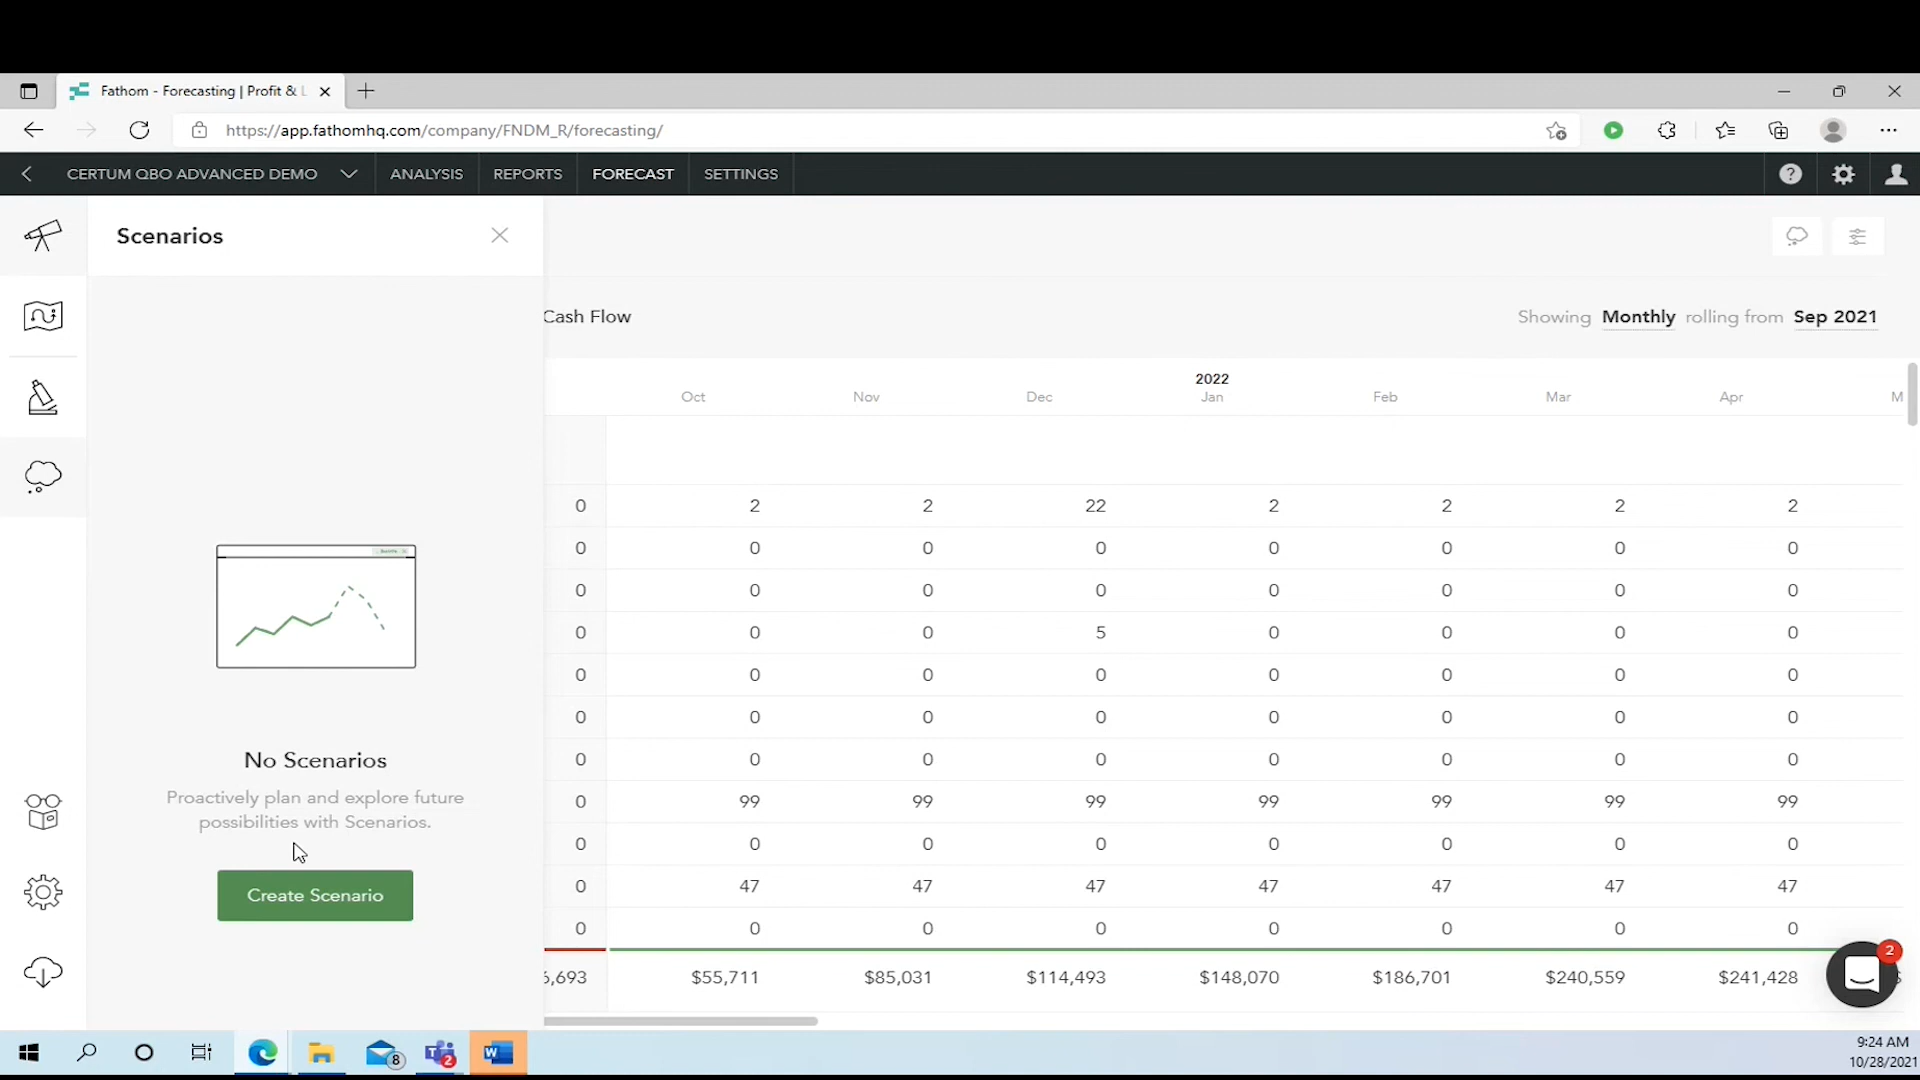 Fathom - Forecasting | Profit & L
https://app.fathomhq.com/company/FNDM_R/forecasting/
CERTUM QBO ADVANCED DEMO
ANALYSIS
REPORTS
FORECAST
SETTINGS
Scenarios
Cash Flow
Showing Monthly rolling from Sep 2021
2022
Oct Nov Dec Jan Feb Mar Apr M
0 2 2 22 2 2 2 2
0 0 0 0 0 0 0 0
0 0 0 0 0 0 0 0
0 0 0 5 0 0 0 0
0 0 0 0 0 0 0 0
0 0 0 0 0 0 0 0
0 0 0 0 0 0 0 0
0 99 99 99 99 99 99 99
0 0 0 0 0 0 0 0
0 47 47 47 47 47 47 47
0 0 0 0 0 0 0 0
,693 $55,711 $85,031 $114,493 $148,070 $186,701 $240,559 $241,428 $
No Scenarios
Proactively plan and explore future
possibilities with Scenarios.
Create Scenario
2
8
2
9:24 AM
10/28/2021